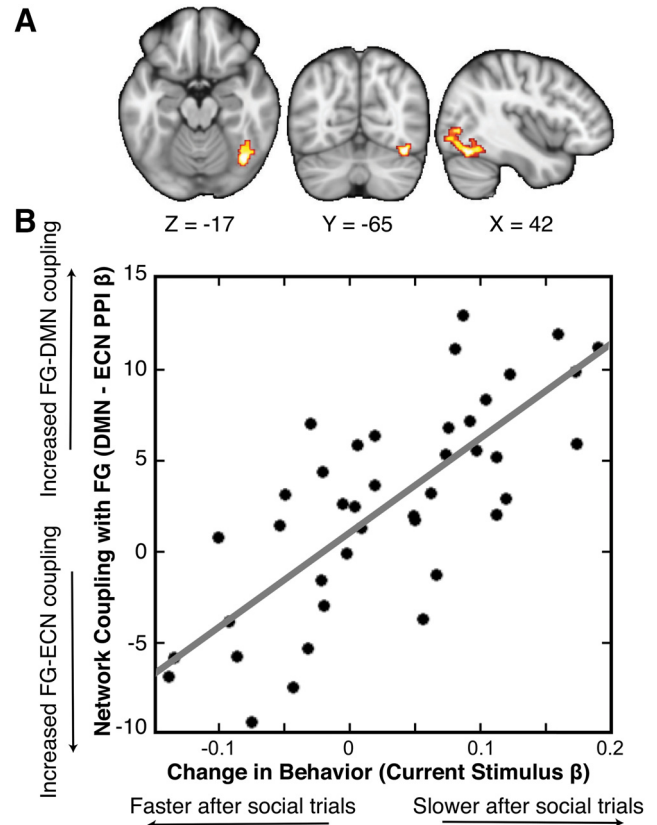 A
Z = -17
Y = -65
X = 42
B
Increased FG-DMN coupling
Increased FG-ECN coupling
Network Coupling with FG (DMN - ECN PPI β)
15
10
5
0
-5
-10
-0.1
0
0.1
0.2
Change in Behavior (Current Stimulus β)
Faster after social trials
Slower after social trials